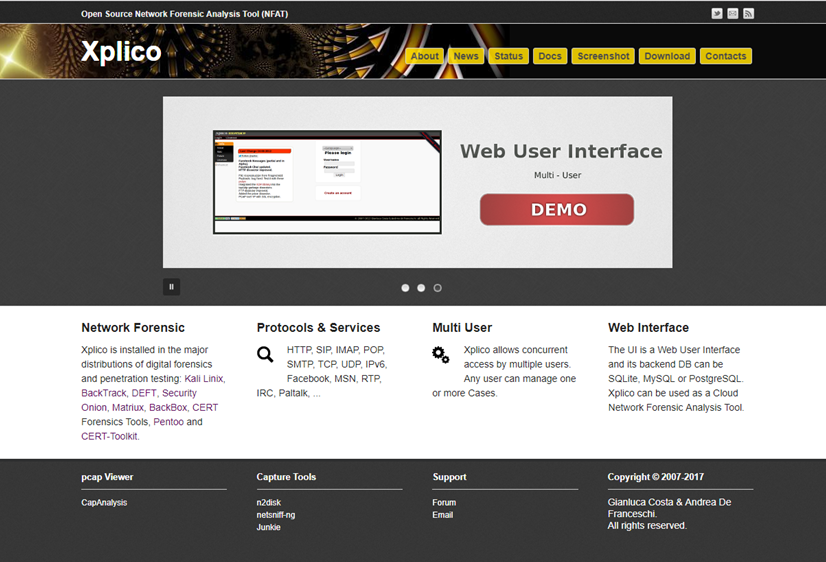 Open Source Network Forensic Analysis Tool (NFAT)
Xplico
About News Status Docs Screenshot Download Contacts
Please login
Web User Interface
Multi - User
DEMO
Network Forensic
Xplico is installed in the major
distributions of digital forensics
and penetration testing: Kali Linix,
BackTrack, DEFT, Security
Onion, Matriux, BackBox, CERT
Forensics Tools, Pentoo and
CERT-Toolkit.
Protocols & Services
HTTP, SIP, IMAP, POP,
SMTP, TCP, UDP, IPv6,
Facebook, MSN, RTP,
IRC, Paltalk, ...
Multi User
Xplico allows concurrent
access by multiple users.
Any user can manage one
or more Cases.
Web Interface
The UI is a Web User Interface
and its backend DB can be
SQLite, MySQL or PostgreSQL.
Xplico can be used as a Cloud
Network Forensic Analysis Tool.
pcap Viewer
CapAnalysis
Capture Tools
n2disk
netsniff-ng
Junkie
Support
Forum
Email
Copyright © 2007-2017
Gianluca Costa & Andrea De
Franceschi.
All rights reserved.